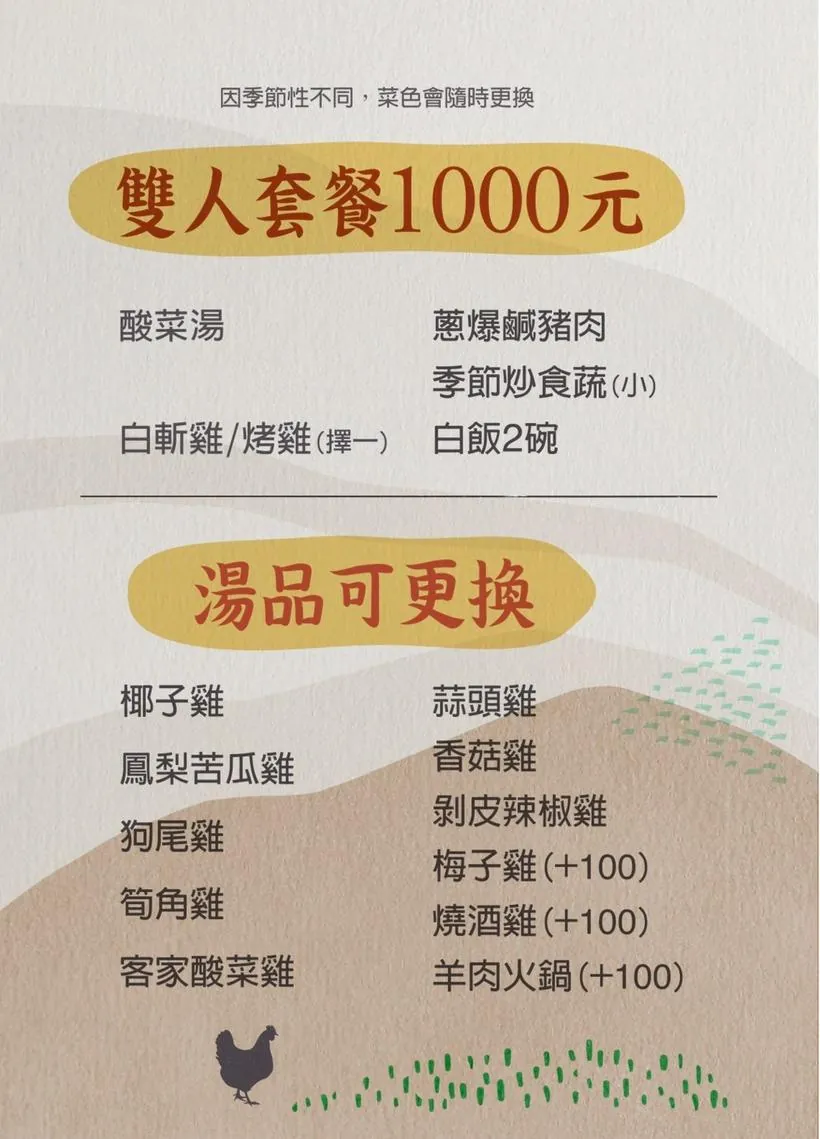 因季節性不同，菜色會隨時更換
雙人套餐1000元
酸菜湯
白斬雞/烤雞(擇一)
蔥爆鹹豬肉
季節炒食蔬(小)
白飯2碗
湯品可更換
椰子雞
鳳梨苦瓜雞
狗尾雞
筍角雞
客家酸菜雞
蒜頭雞
香菇雞
剝皮辣椒雞
梅子雞(+100)
燒酒雞(+100)
羊肉火鍋(+100)